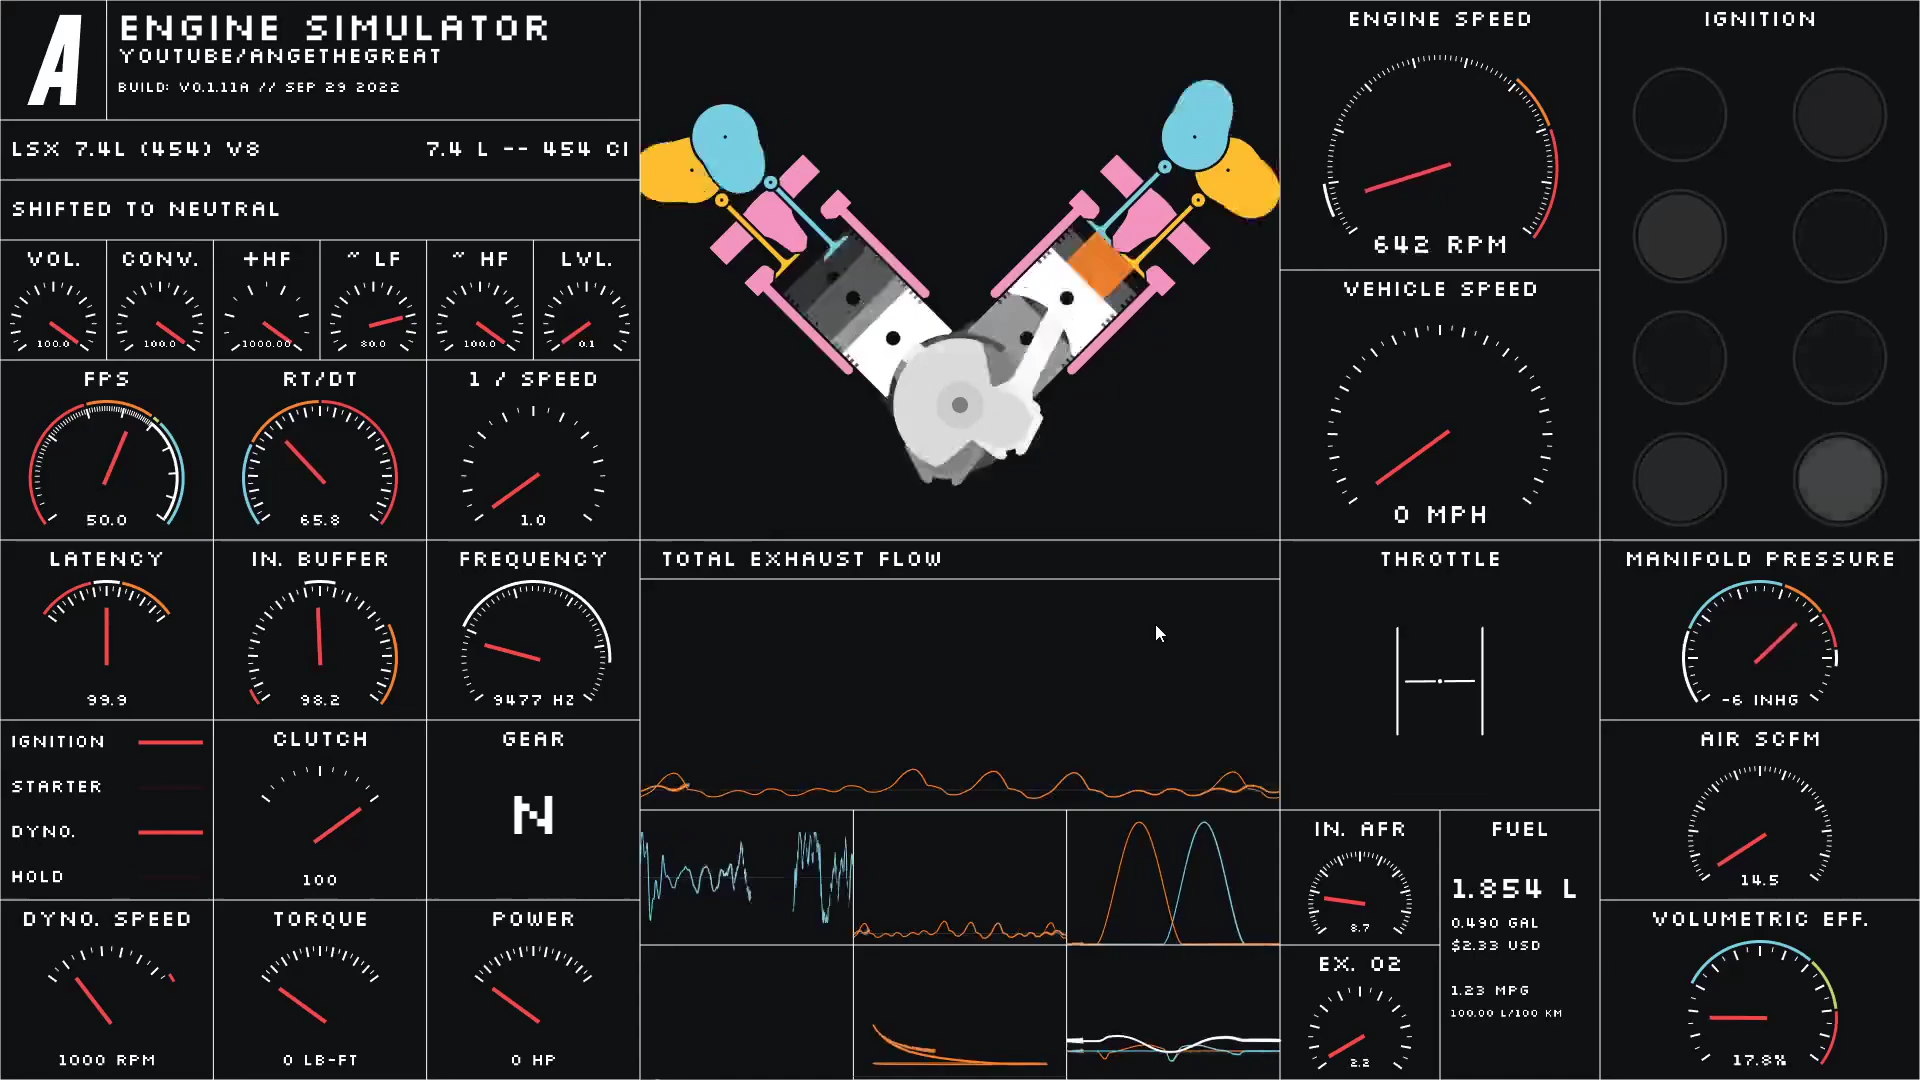 A
ENGINE SIMULATOR
YOUTUBE/ANGETHEGREAT
BUILD: V0.1.11A // SEP 29 2022
LSX 7.4L (454) V8
7.4 L -- 454 CI
SHIFTED TO NEUTRAL
VOL.
100.0
CONV.
100.0
+HF
1000.00
~ LF
80.0
~ HF
100.0
LVL.
0.1
FPS
50.0
RT/DT
65.8
1 / SPEED
1.0
LATENCY
99.9
IN. BUFFER
98.2
FREQUENCY
9477 HZ
IGNITION
STARTER
DYNO.
HOLD
CLUTCH
100
GEAR
N
DYNO. SPEED
1000 RPM
TORQUE
0 LB-FT
POWER
0 HP
TOTAL EXHAUST FLOW
ENGINE SPEED
642 RPM
VEHICLE SPEED
0 MPH
THROTTLE
IN. AFR
8.7
EX. O2
2.2
FUEL
1.854 L
0.490 GAL
$2.33 USD
1.23 MPG
100.00 L/100 KM
IGNITION
MANIFOLD PRESSURE
-6 INHG
AIR SCFM
14.5
VOLUMETRIC EFF.
17.8%